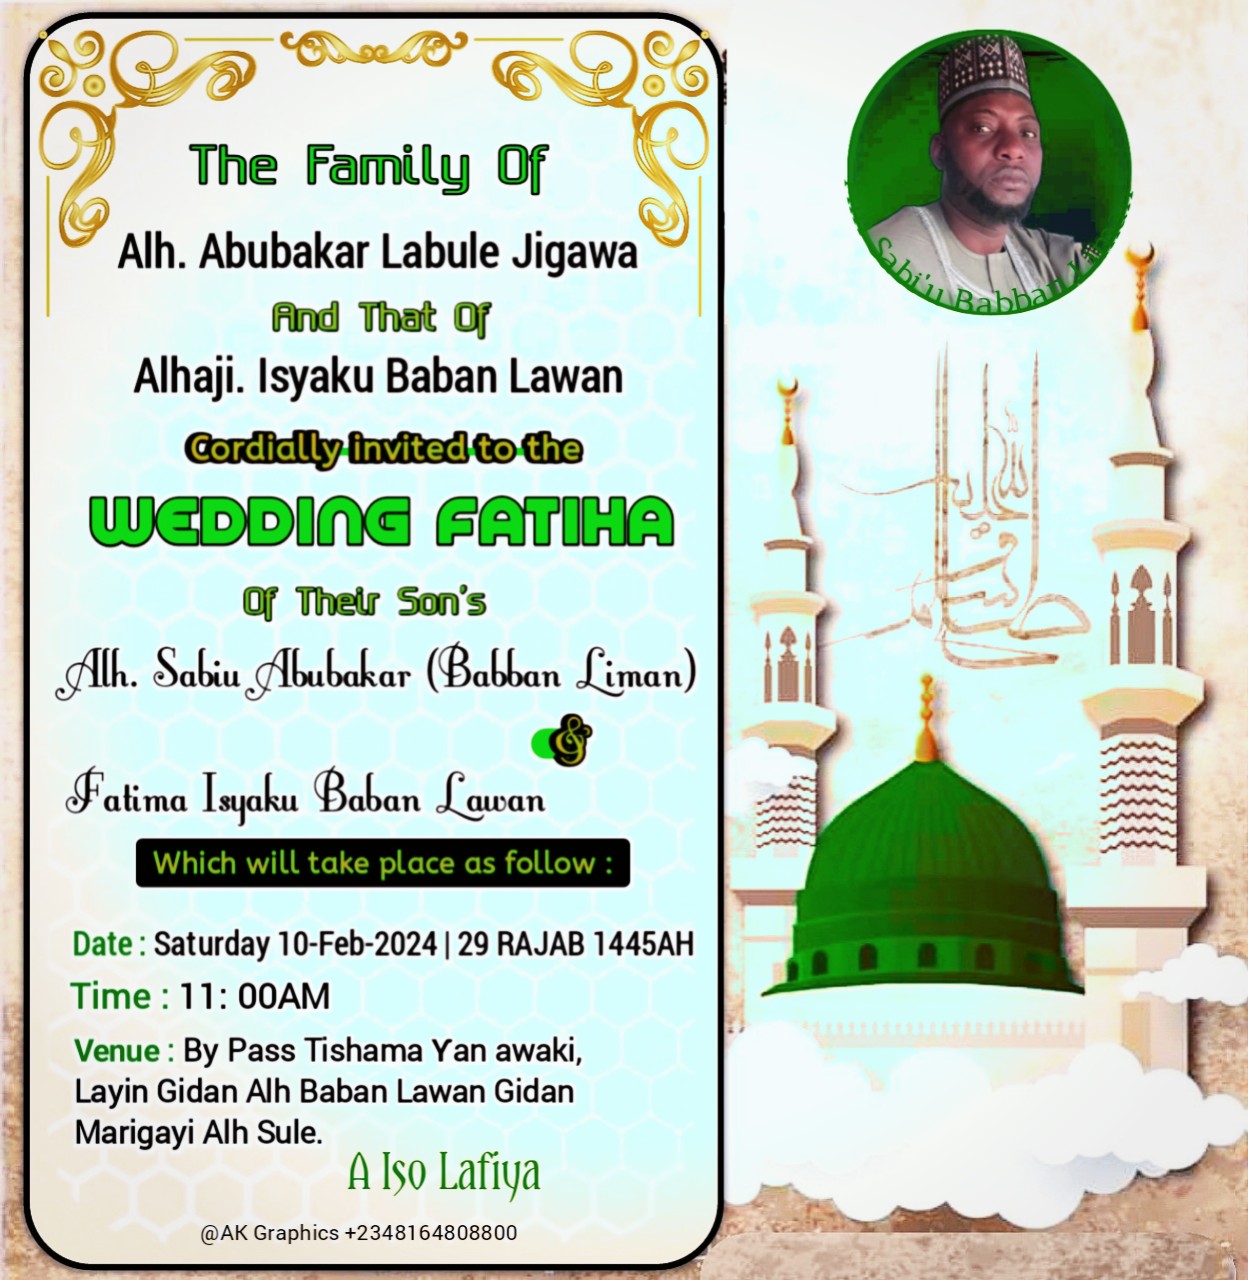 The Family Of
Alh. Abubakar Labule Jigawa
And That Of
Alhaji. Isyaku Baban Lawan
Cordially invited to the
WEDDING FATIHA
Of Their Son's
Alh. Sabiu Abubakar (Babban Liman)
&
Fatima Isyaku Baban Lawan
Which will take place as follow :
Date : Saturday 10-Feb-2024 | 29 RAJAB 1445AH
Time : 11: 00AM
Venue : By Pass Tishama Yan awaki,
Layin Gidan Alh Baban Lawan Gidan
Marigayi Alh Sule.
A Iso Lafiya
@AK Graphics +2348164808800
Sabi'u Babban